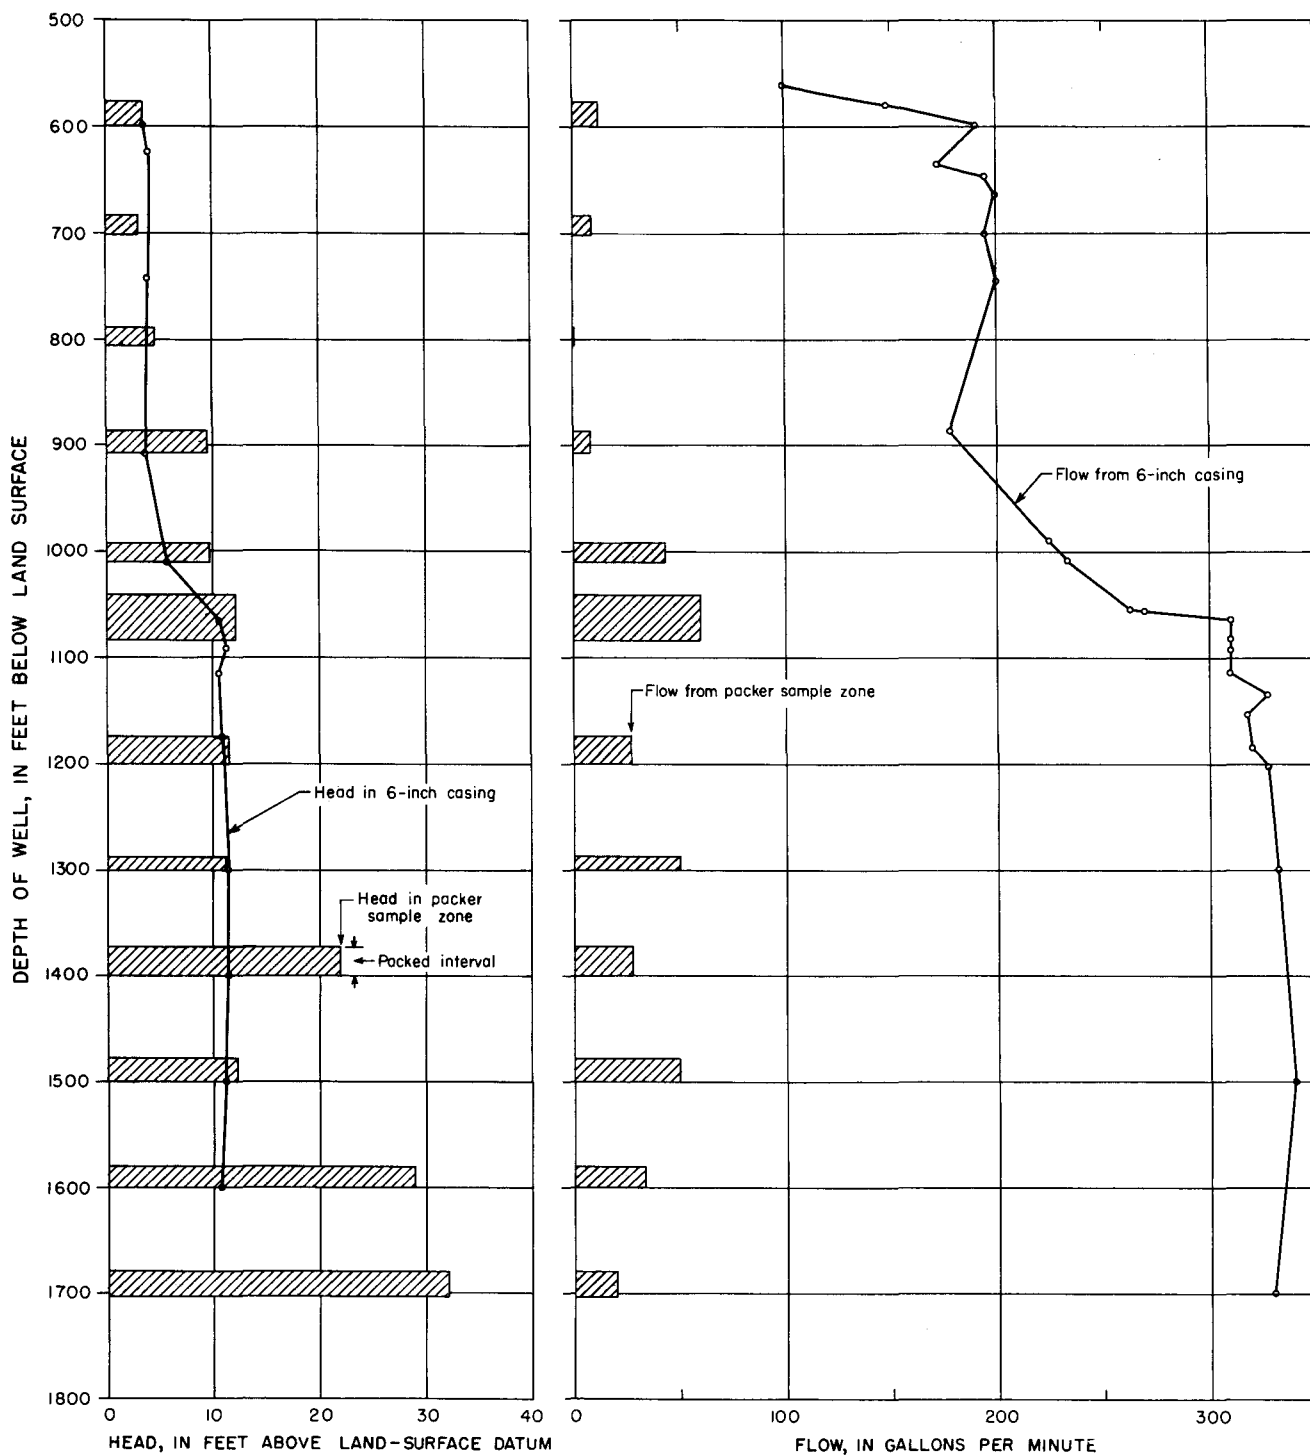 500
600
700
800
900
1000
1100
1200
1300
1400
1500
1600
1700
1800
DEPTH OF WELL, IN FEET BELOW LAND SURFACE
Head in 6-inch casing
Head in packer
sample zone
Packed interval
0 10 20 30 40
HEAD, IN FEET ABOVE LAND-SURFACE DATUM
Flow from 6-inch casing
Flow from packer sample zone
0 100 200 300
FLOW, IN GALLONS PER MINUTE